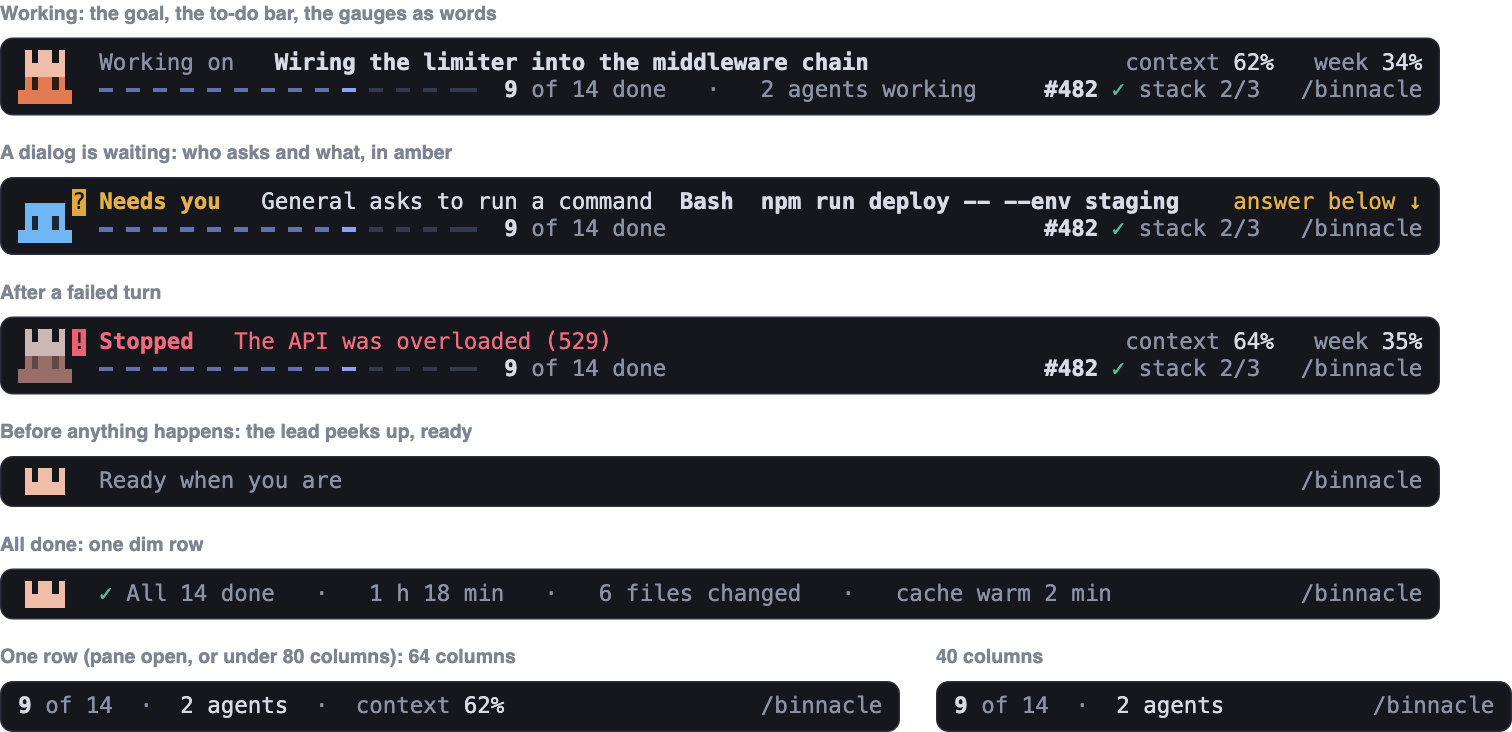 Working: the goal, the to-do bar, the gauges as words
Working on Wiring the limiter into the middleware chain context 62% week 34%
9 of 14 done · 2 agents working #482 ✓ stack 2/3 /binnacle
A dialog is waiting: who asks and what, in amber
? Needs you General asks to run a command Bash npm run deploy -- --env staging answer below ↓
9 of 14 done #482 ✓ stack 2/3 /binnacle
After a failed turn
! Stopped The API was overloaded (529) context 64% week 35%
9 of 14 done #482 ✓ stack 2/3 /binnacle
Before anything happens: the lead peeks up, ready
Ready when you are /binnacle
All done: one dim row
✓ All 14 done · 1 h 18 min · 6 files changed · cache warm 2 min /binnacle
One row (pane open, or under 80 columns): 64 columns
9 of 14 · 2 agents · context 62% /binnacle
40 columns
9 of 14 · 2 agents /binnacle